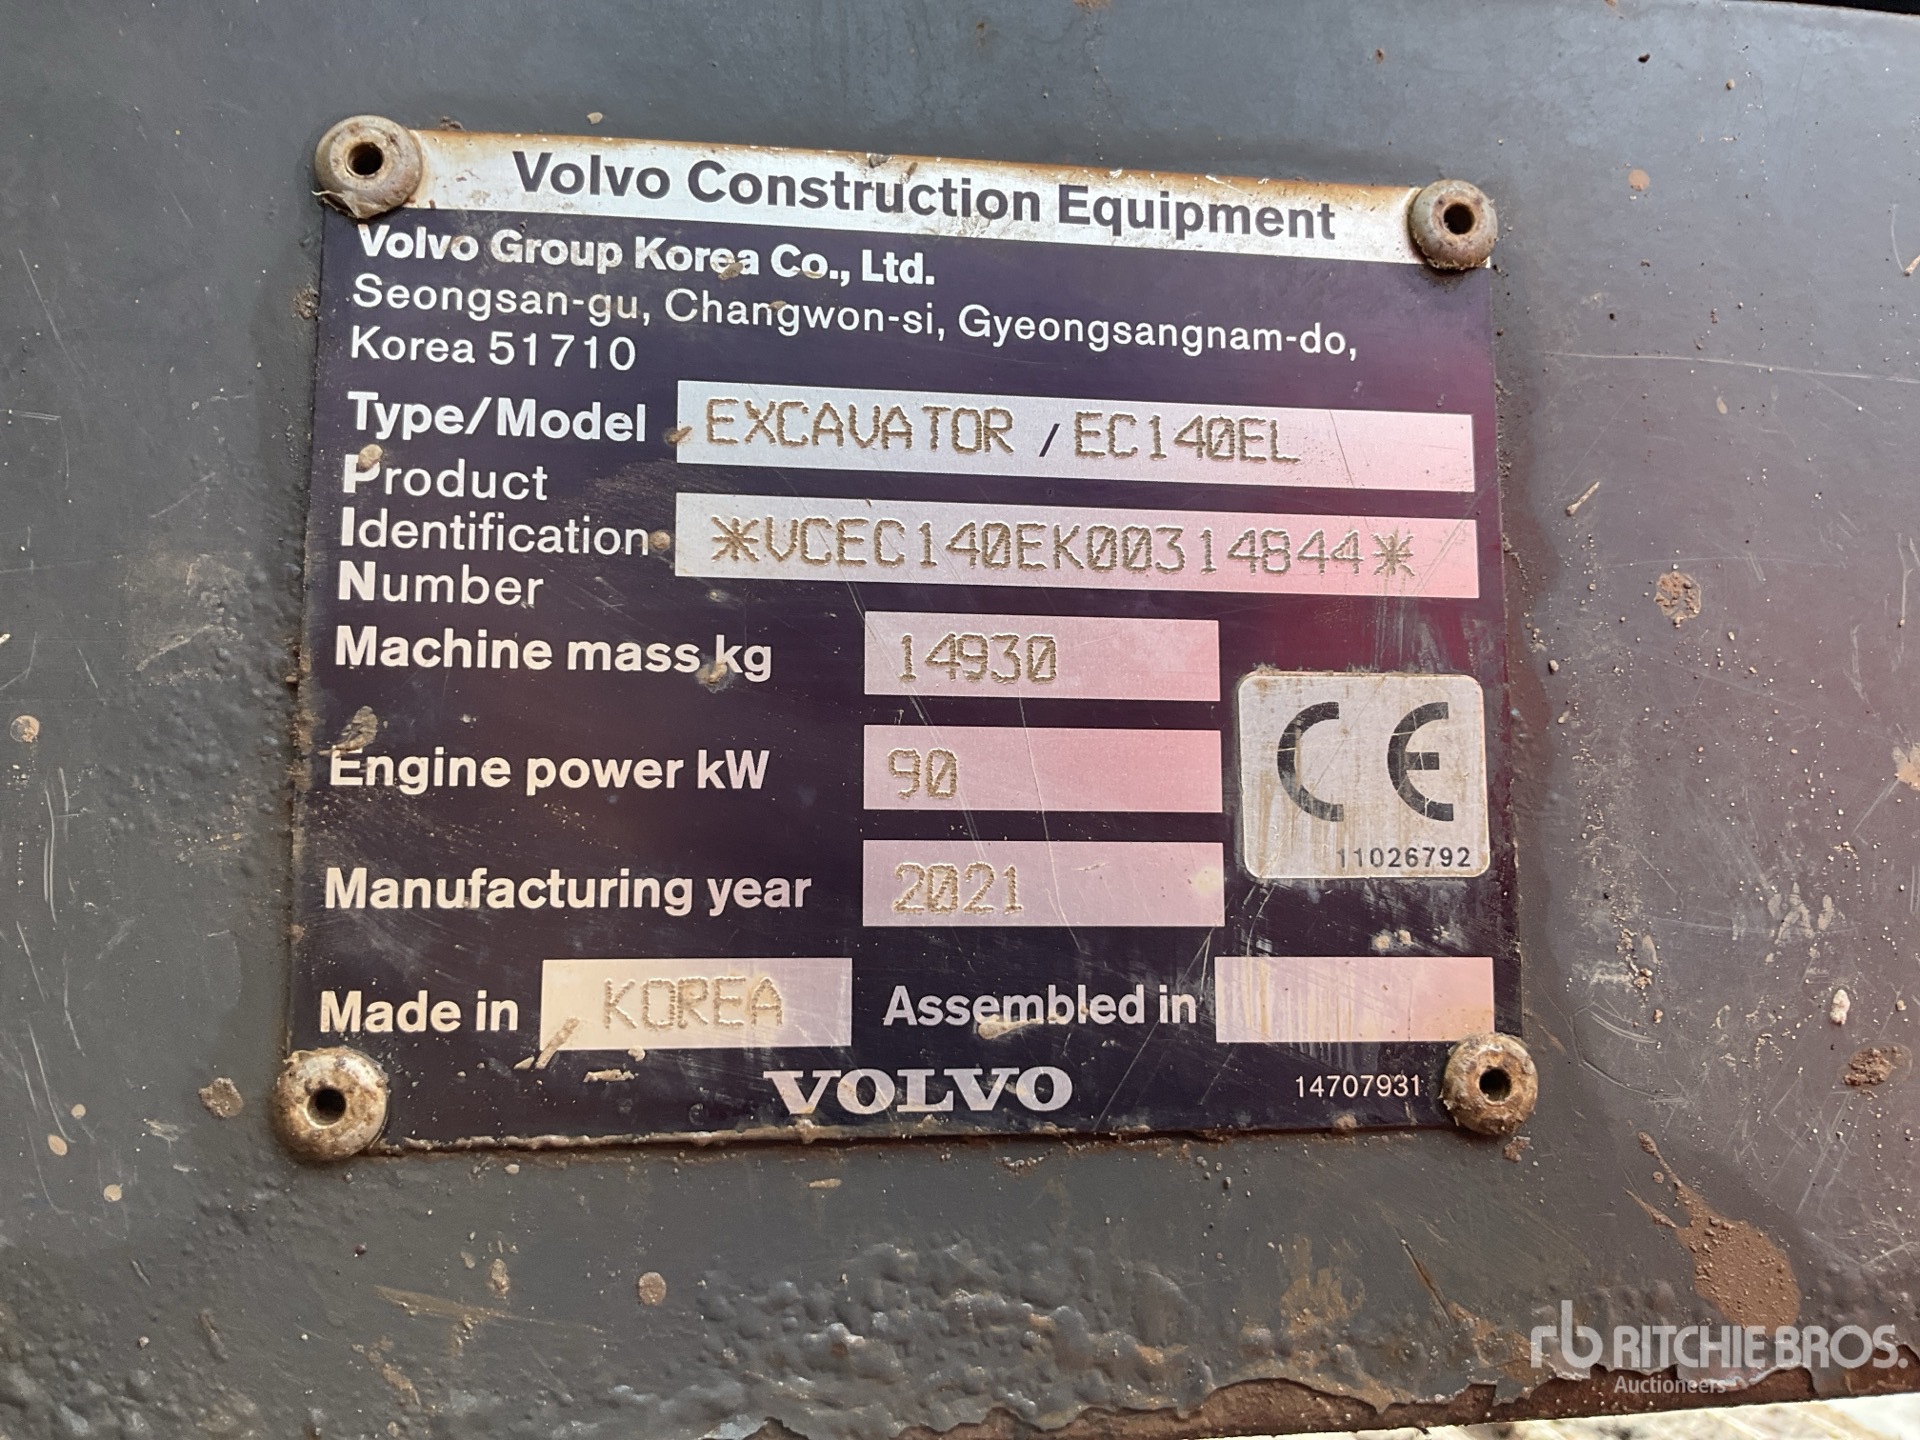 Volvo Construction Equipment
Volvo Group Korea Co., Ltd.
Seongsan-gu, Changwon-si, Gyeongsangnam-do,
Korea 51710
Type/Model EXCAVATOR / EC140EL
Product
Identification *VCEC140EK00314844*
Number
Machine mass kg 14930
Engine power kW 90
CE
11026792
Manufacturing year 2021
Made in KOREA Assembled in
VOLVO 14707931
rb RITCHIE BROS.
Auctioneers